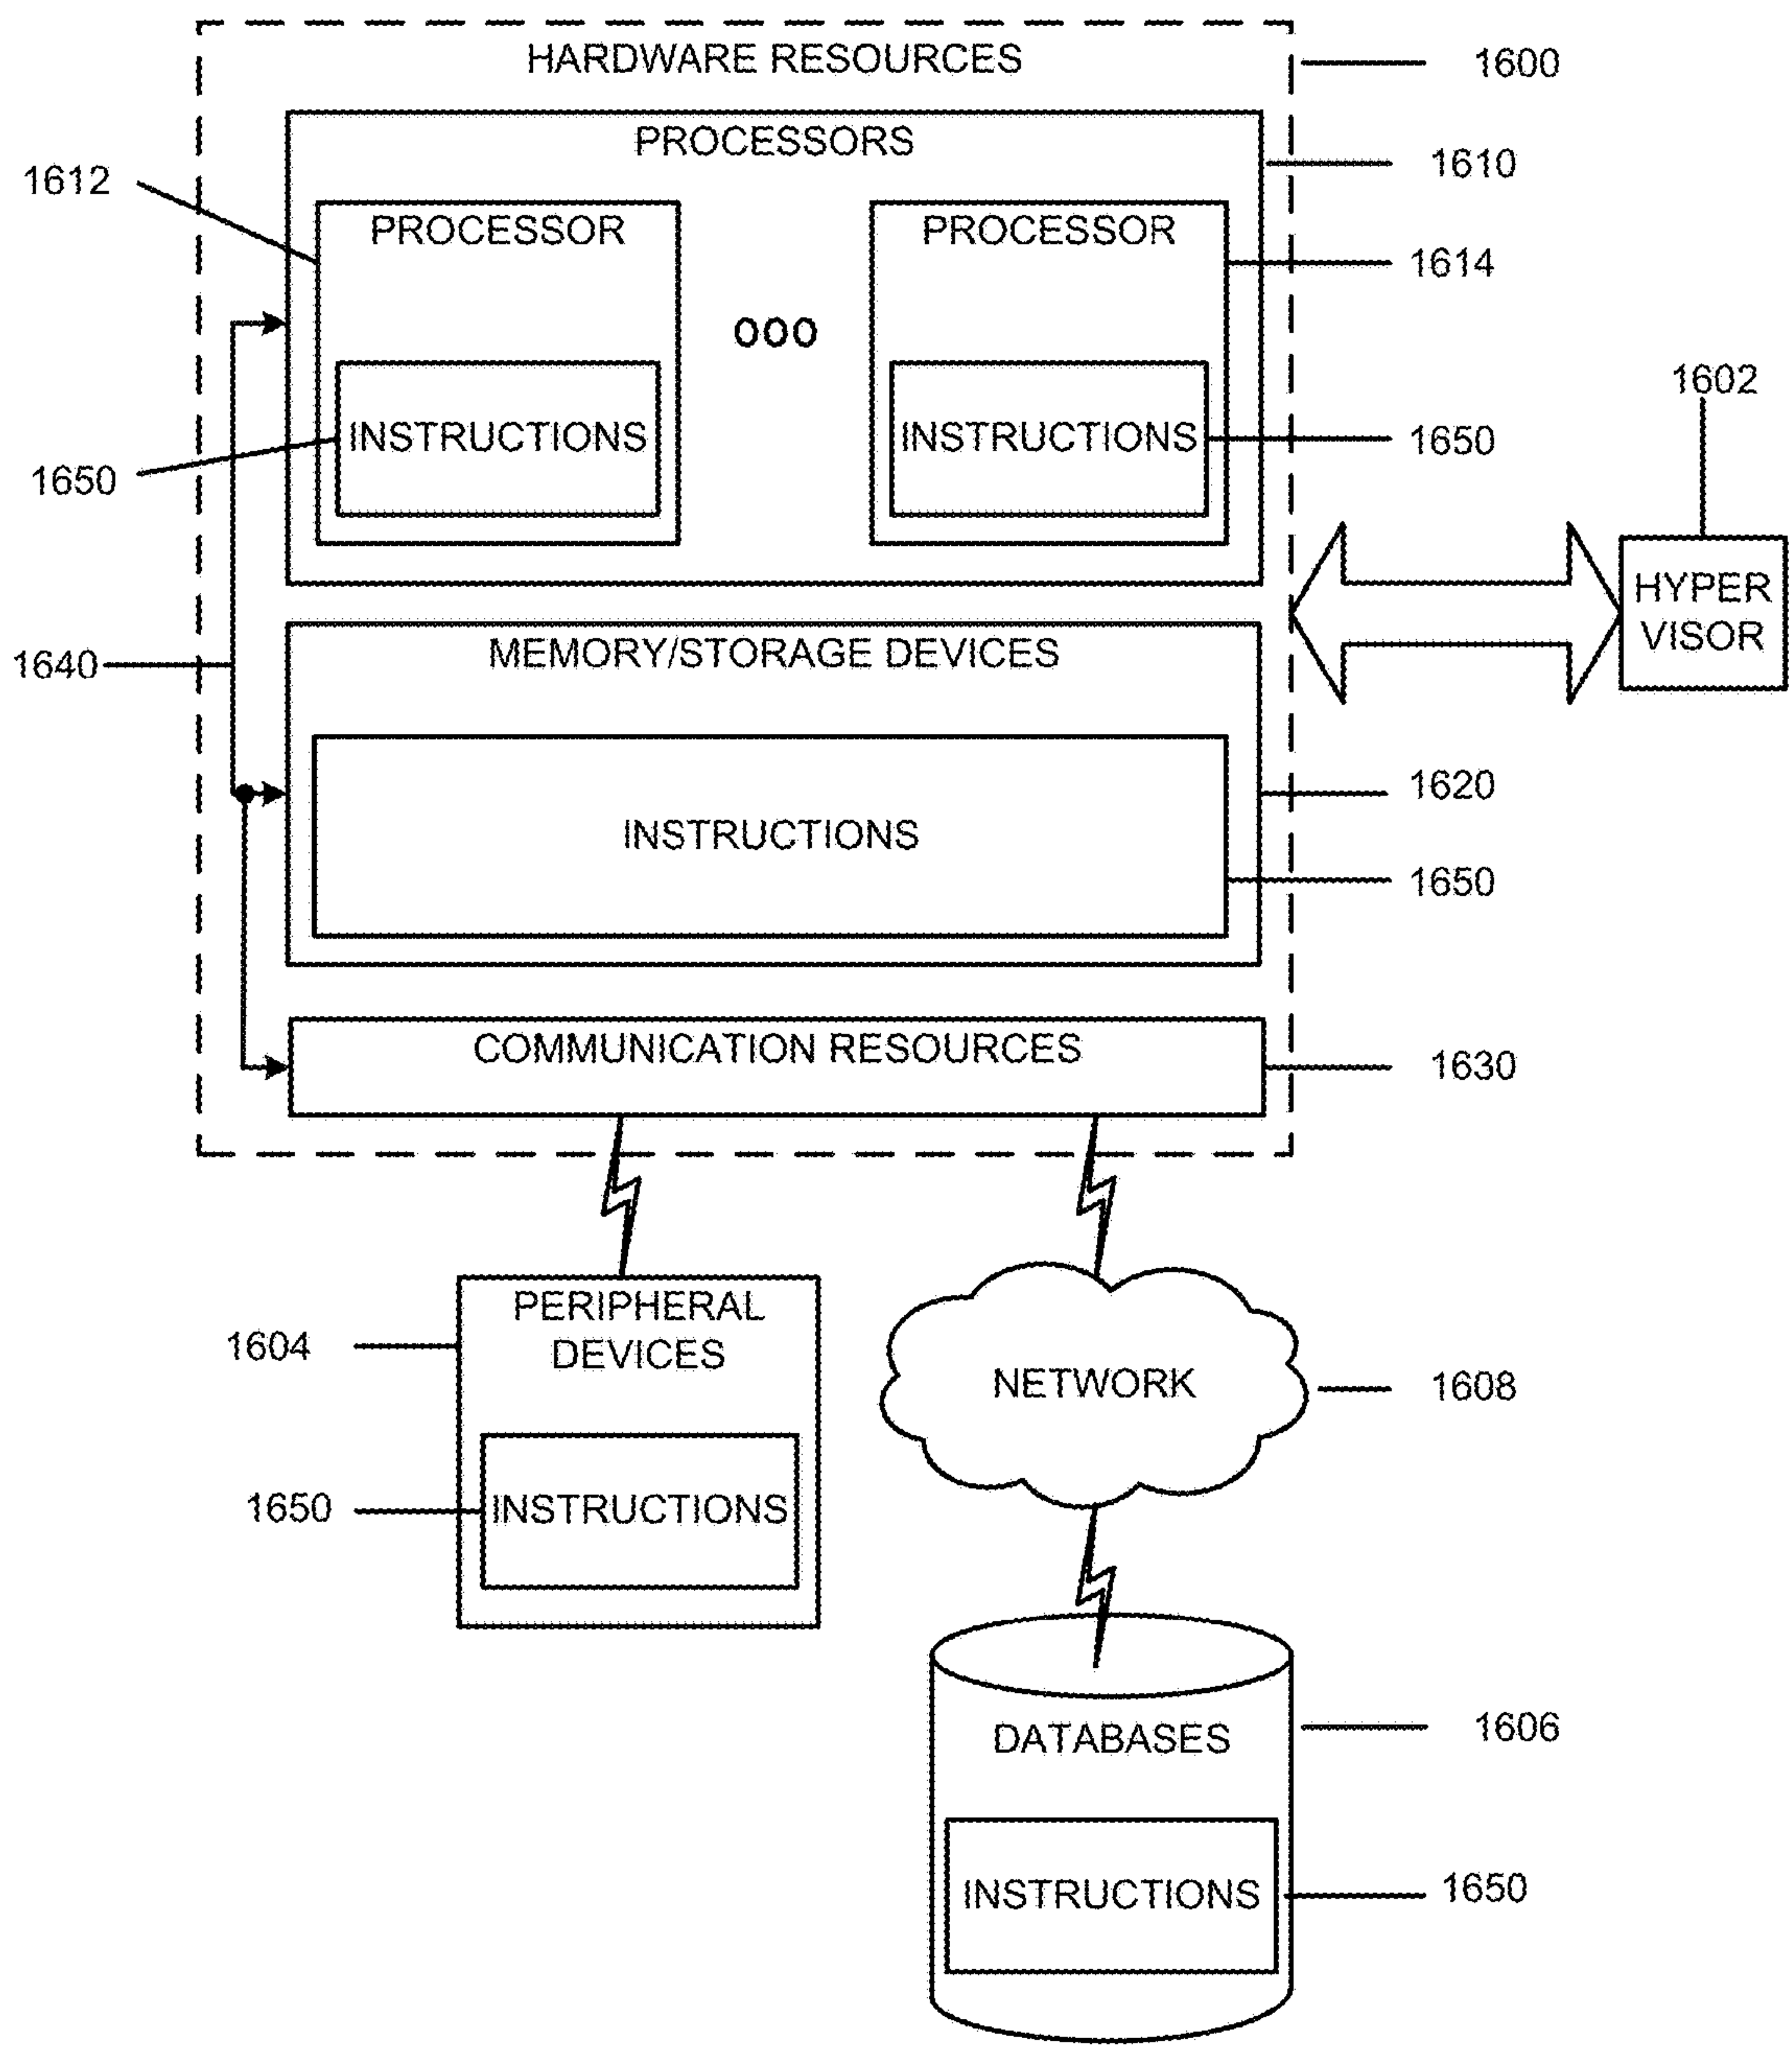 HARDWARE RESOURCES
1600
PROCESSORS
1610
1612
PROCESSOR
PROCESSOR
1614
000
1602
INSTRUCTIONS
INSTRUCTIONS
1650
1650
HYPER
VISOR
1640
MEMORY/STORAGE DEVICES
1620
INSTRUCTIONS
1650
COMMUNICATION RESOURCES
1630
PERIPHERAL
DEVICES
1604
NETWORK
1608
1650
INSTRUCTIONS
DATABASES
1606
INSTRUCTIONS
1650